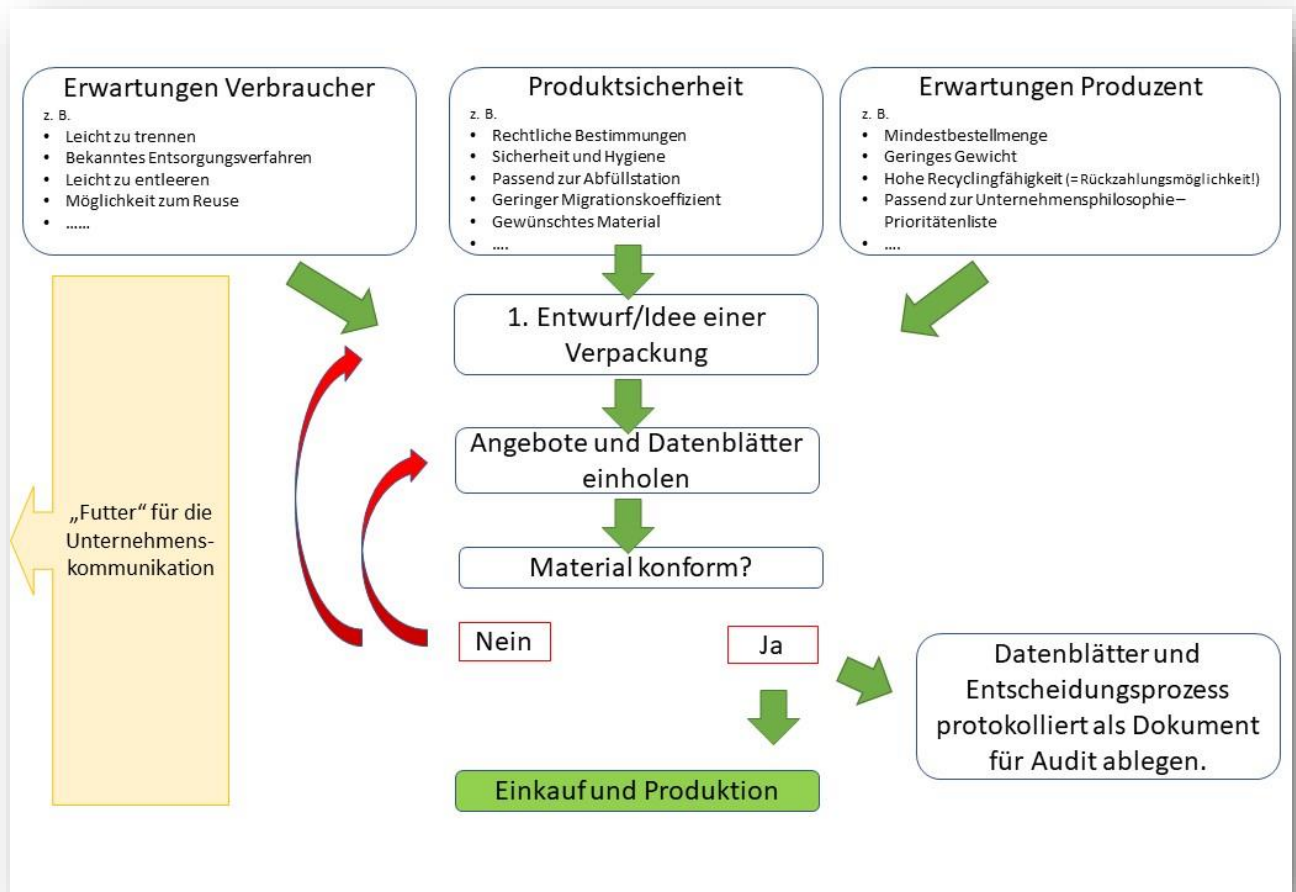 Erwartungen Verbraucher
z. B.
• Leicht zu trennen
• Bekanntes Entsorgungsverfahren
• Leicht zu entleeren
• Möglichkeit zum Reuse
• ......
Produktsicherheit
z. B.
• Rechtliche Bestimmungen
• Sicherheit und Hygiene
• Passend zur Abfüllstation
• Geringer Migrationskoeffizient
• Gewünschtes Material
• ....
Erwartungen Produzent
z. B.
• Mindestbestellmenge
• Geringes Gewicht
• Hohe Recyclingfähigkeit (= Rückzahlungsmöglichkeit!)
• Passend zur Unternehmensphilosophie –
Prioritätenliste
• ....
1. Entwurf/Idee einer
Verpackung
Angebote und Datenblätter
einholen
„Futter“ für die
Unternehmens-
kommunikation
Material konform?
Nein
Ja
Datenblätter und
Entscheidungsprozess
protokolliert als Dokument
für Audit ablegen.
Einkauf und Produktion